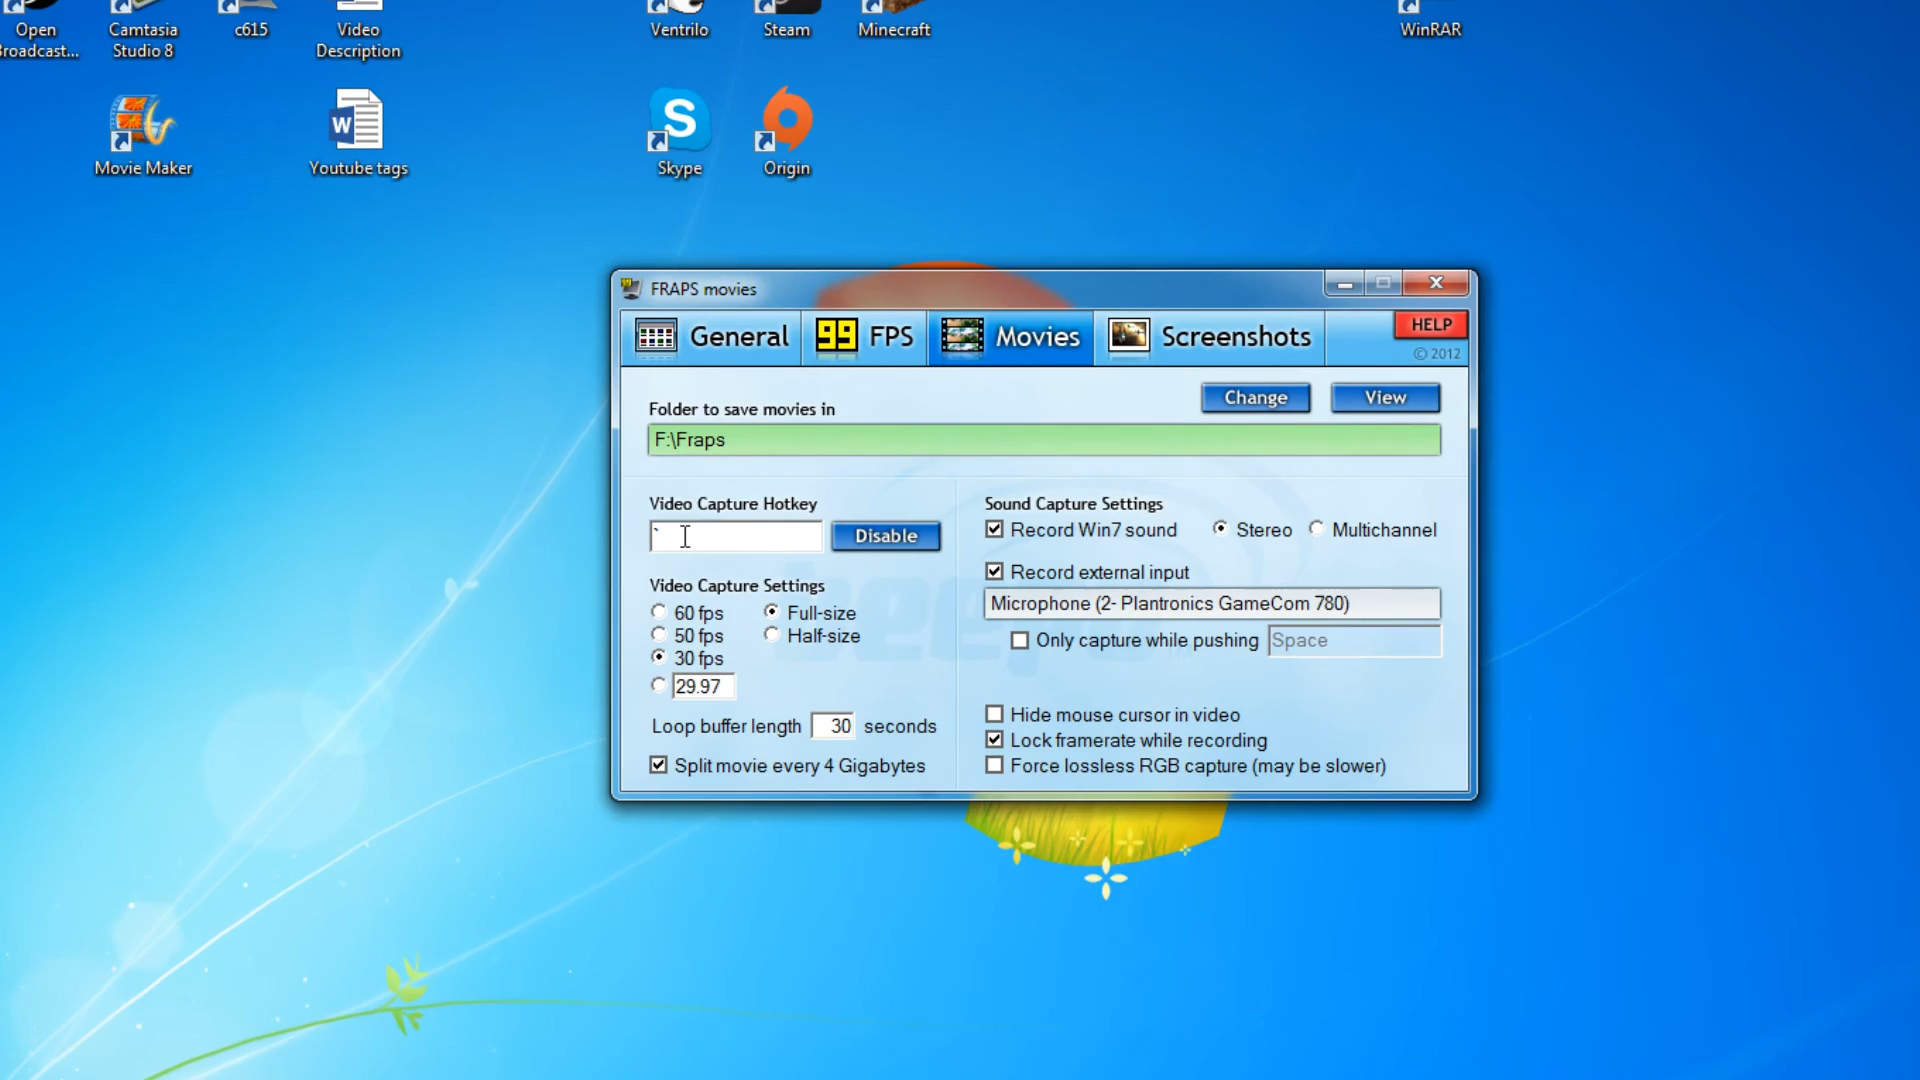 Open
Broadcast...
Camtasia
Studio 8
c615
Video
Description
Ventrilo
Steam
Minecraft
WinRAR
Movie Maker
W
Youtube tags
S
Skype
Origin
FRAPS movies
General
99 FPS
Movies
Screenshots
HELP
© 2012
Folder to save movies in
Change
View
F:\Fraps
Video Capture Hotkey
`
Disable
Video Capture Settings
60 fps
Full-size
50 fps
Half-size
30 fps
29.97
Loop buffer length 30 seconds
Split movie every 4 Gigabytes
Sound Capture Settings
Record Win7 sound
Stereo
Multichannel
Record external input
Microphone (2- Plantronics GameCom 780)
Only capture while pushing Space
Hide mouse cursor in video
Lock framerate while recording
Force lossless RGB capture (may be slower)